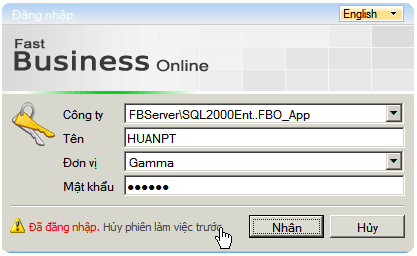 Đăng nhập
English
Fast
Business Online
Công ty
FBServer\SQL2000Ent..FBO_App
Tên
HUANPT
Đơn vị
Gamma
Mật khẩu
●●●●●●
Đã đăng nhập. Hủy phiên làm việc trước
Nhận
Hủy